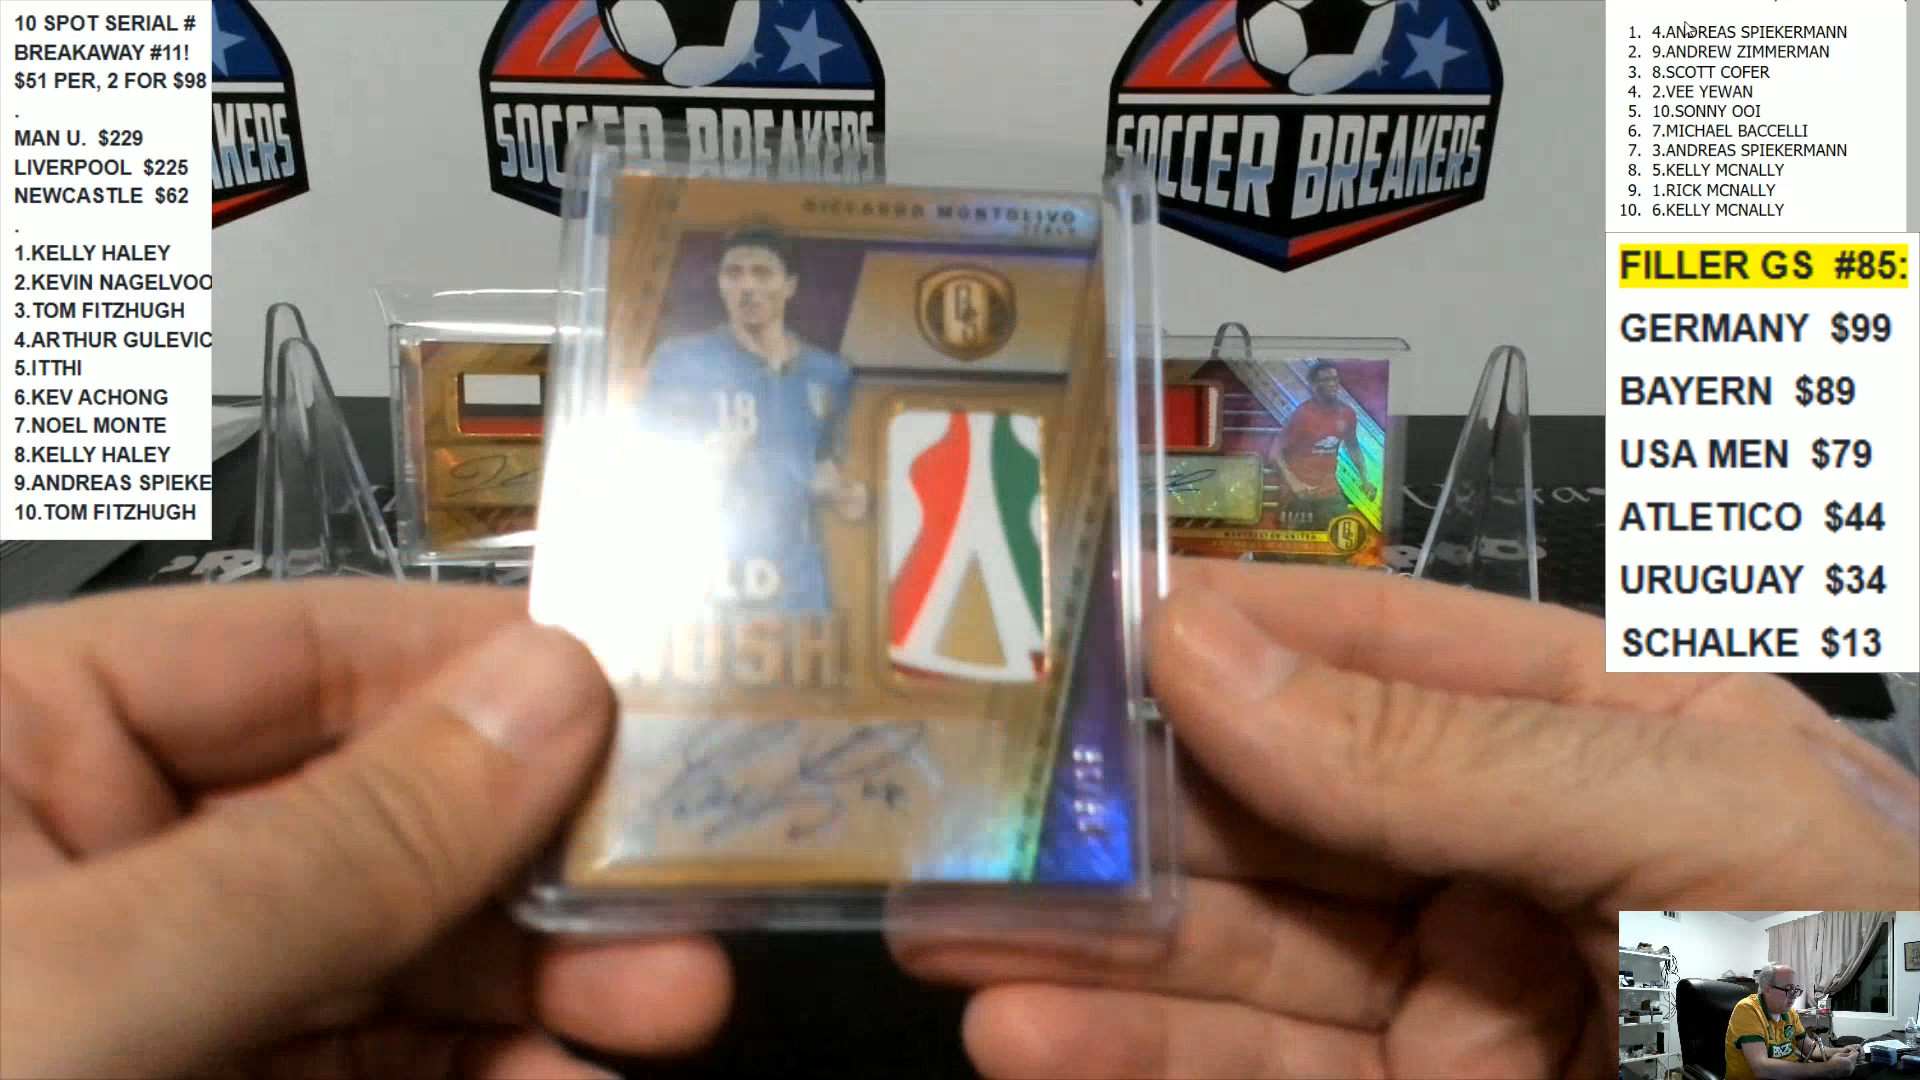 10 SPOT SERIAL #
BREAKAWAY #11!
$51 PER, 2 FOR $98
.
MAN U. $229
LIVERPOOL $225
NEWCASTLE $62
.
1.KELLY HALEY
2.KEVIN NAGELVOO
3.TOM FITZHUGH
4.ARTHUR GULEVIC
5.ITTHI
6.KEV ACHONG
7.NOEL MONTE
8.KELLY HALEY
9.ANDREAS SPIEKE
10.TOM FITZHUGH
KERS
SOCCER BREAKERS
SOCCER BREAKERS
RICCARDO MONTOLIVO
ITALY
18
MANCHESTER UNITED
1. 4.ANDREAS SPIEKERMANN
2. 9.ANDREW ZIMMERMAN
3. 8.SCOTT COFER
4. 2.VEE YEWAN
5. 10.SONNY OOI
6. 7.MICHAEL BACCELLI
7. 3.ANDREAS SPIEKERMANN
8. 5.KELLY MCNALLY
9. 1.RICK MCNALLY
10. 6.KELLY MCNALLY
FILLER GS #85:
GERMANY $99
BAYERN $89
USA MEN $79
ATLETICO $44
URUGUAY $34
SCHALKE $13